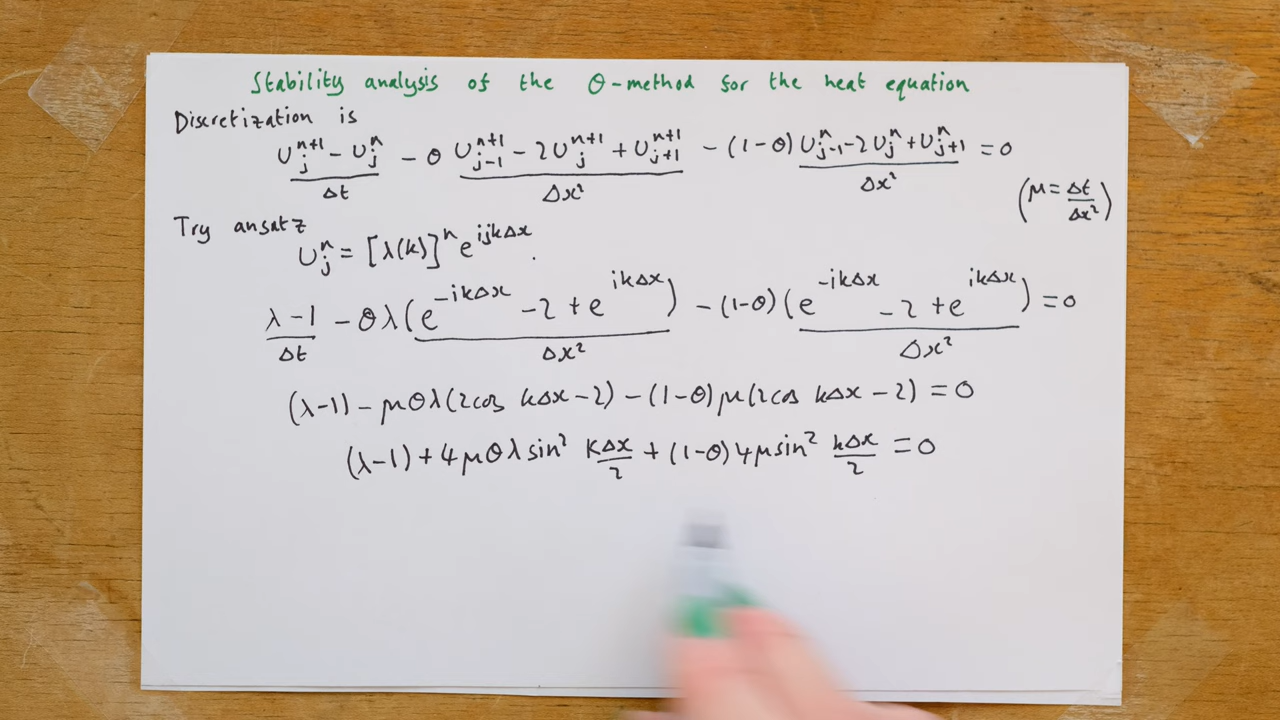 Stability analysis of the θ-method for the heat equation
Discretization is
(U_j^{n+1} - U_j^n)/Δt - θ (U_{j-1}^{n+1} - 2U_j^{n+1} + U_{j+1}^{n+1})/Δx² - (1-θ) (U_{j-1}^n - 2U_j^n + U_{j+1}^n)/Δx² = 0
(μ = Δt/Δx²)
Try ansatz
U_j^n = [λ(k)]^n e^{ijkΔx}.
(λ-1)/Δt - θλ(e^{-ikΔx} - 2 + e^{ikΔx})/Δx² - (1-θ)(e^{-ikΔx} - 2 + e^{ikΔx})/Δx² = 0
(λ-1) - μθλ(2cos kΔx - 2) - (1-θ)μ(2cos kΔx - 2) = 0
(λ-1) + 4μθλ sin² kΔx/2 + (1-θ)4μ sin² kΔx/2 = 0